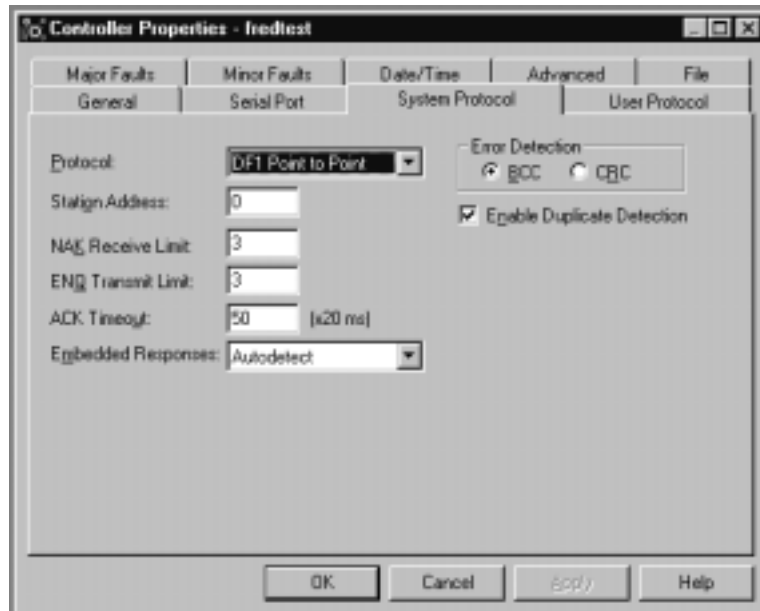 Controller Properties - fredtest
Major Faults Minor Faults Date/Time Advanced File
General Serial Port System Protocol User Protocol
Protocol: DF1 Point to Point
Error Detection
BCC CRC
Station Address: 0
Enable Duplicate Detection
NAK Receive Limit: 3
ENQ Transmit Limit: 3
ACK Timeout: 50 (x20 ms)
Embedded Responses: Autodetect
OK Cancel Apply Help